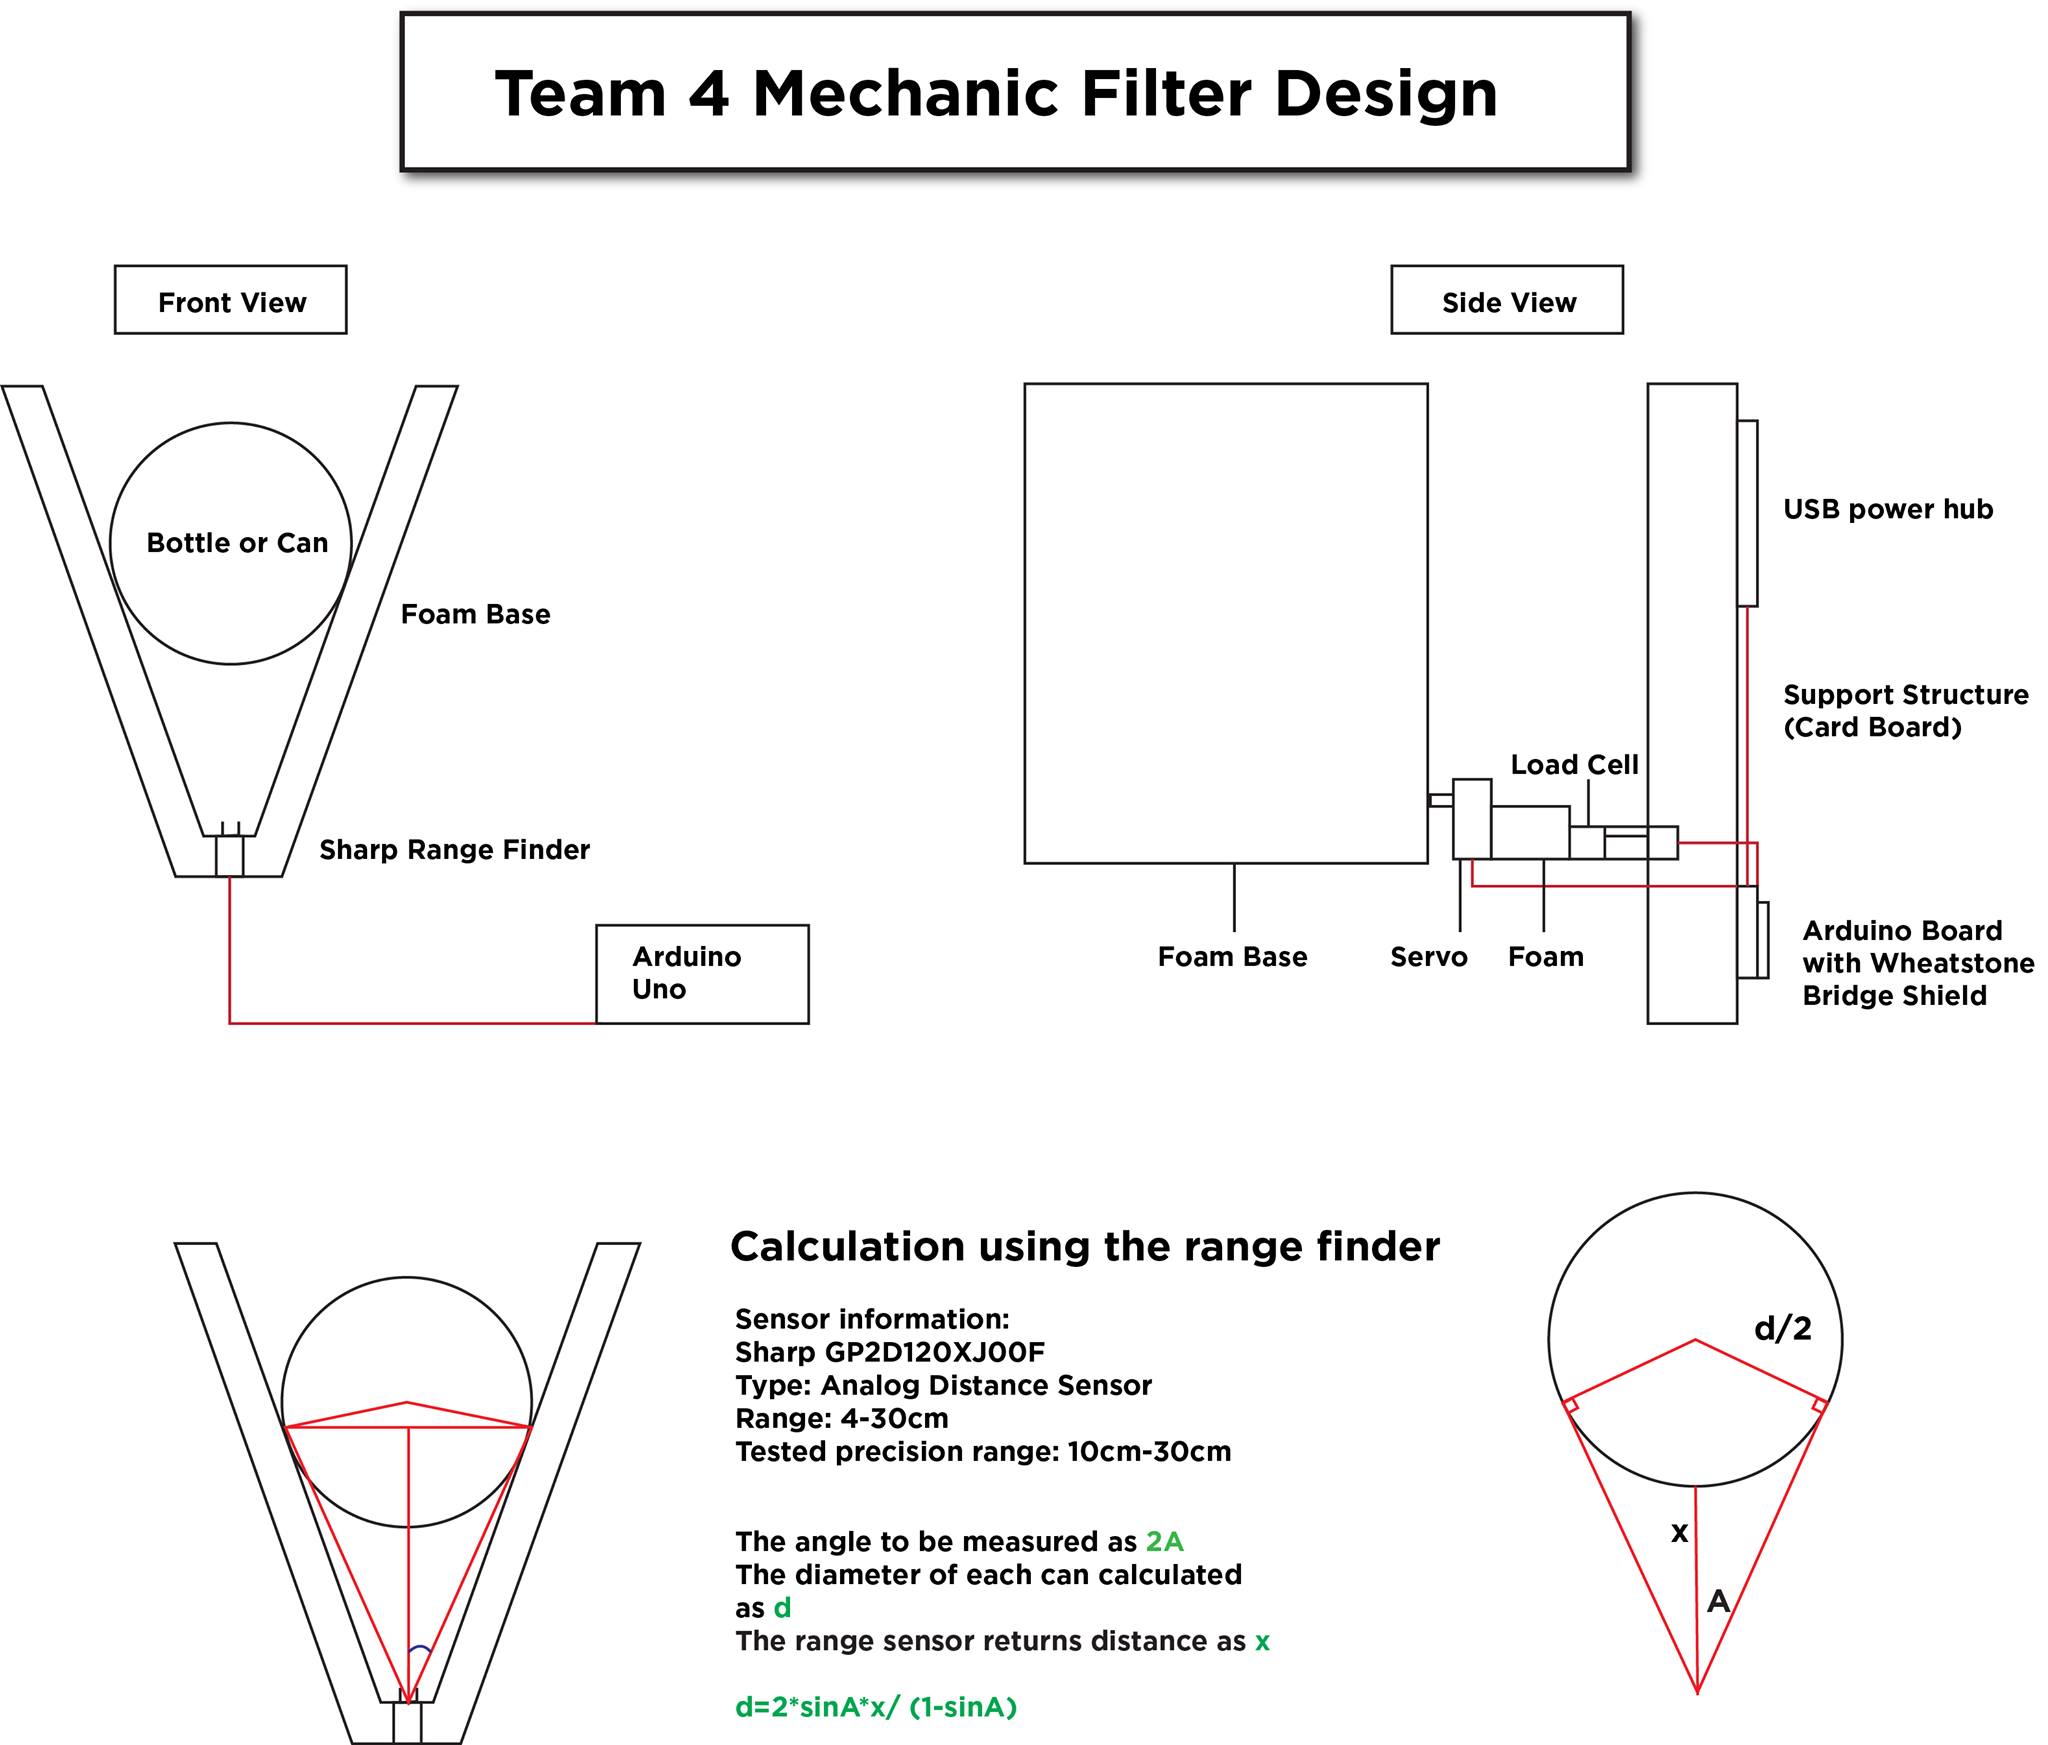 Team 4 Mechanic Filter Design
Front View
Side View
Bottle or Can
Foam Base
Sharp Range Finder
Arduino
Uno
USB power hub
Support Structure
(Card Board)
Load Cell
Foam Base
Servo
Foam
Arduino Board
with Wheatstone
Bridge Shield
Calculation using the range finder
Sensor information:
Sharp GP2D120XJ00F
Type: Analog Distance Sensor
Range: 4-30cm
Tested precision range: 10cm-30cm
The angle to be measured as 2A
The diameter of each can calculated
as d
The range sensor returns distance as x
d=2*sinA*x/ (1-sinA)
d/2
x
A